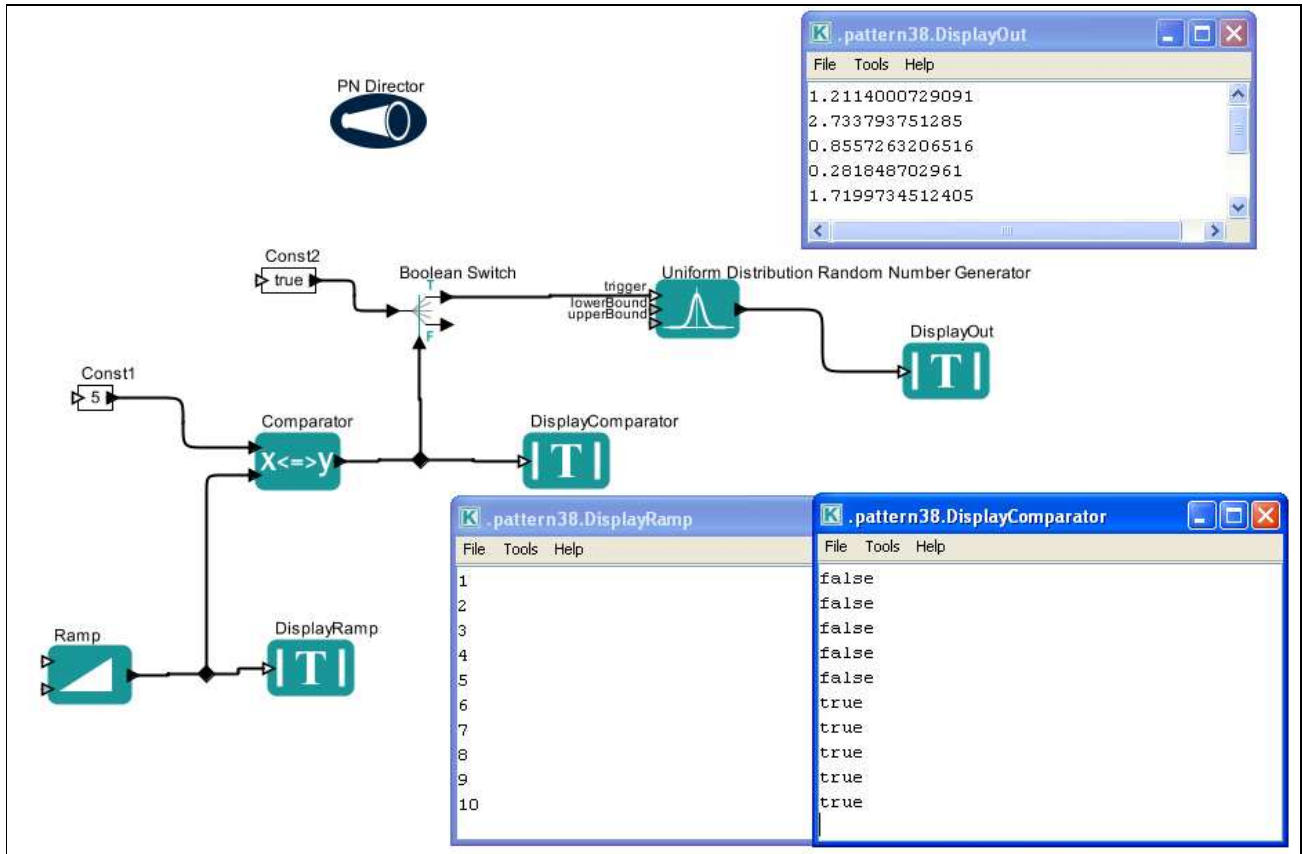 .pattern38.DisplayOut
File Tools Help
1.2114000729091
2.733793751285
0.8557263206516
0.281848702961
1.7199734512405
PN Director
Const2
true
Boolean Switch
T
F
Uniform Distribution Random Number Generator
trigger
lowerBound
upperBound
DisplayOut
T
Const1
5
Comparator
X<=>y
DisplayComparator
T
Ramp
DisplayRamp
T
.pattern38.DisplayRamp
File Tools Help
1
2
3
4
5
6
7
8
9
10
.pattern38.DisplayComparator
File Tools Help
false
false
false
false
false
true
true
true
true
true